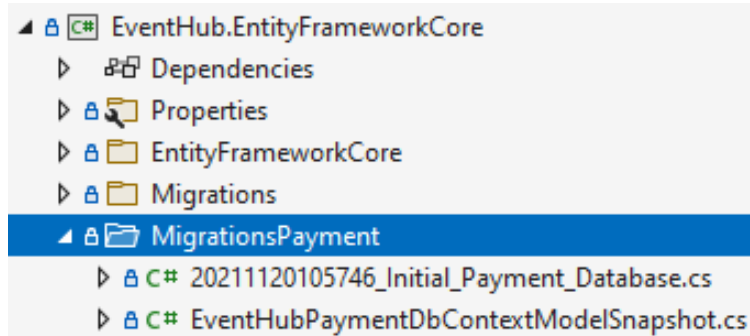 C# EventHub.EntityFrameworkCore
Dependencies
Properties
EntityFrameworkCore
Migrations
MigrationsPayment
C# 20211120105746_Initial_Payment_Database.cs
C# EventHubPaymentDbContextModelSnapshot.cs